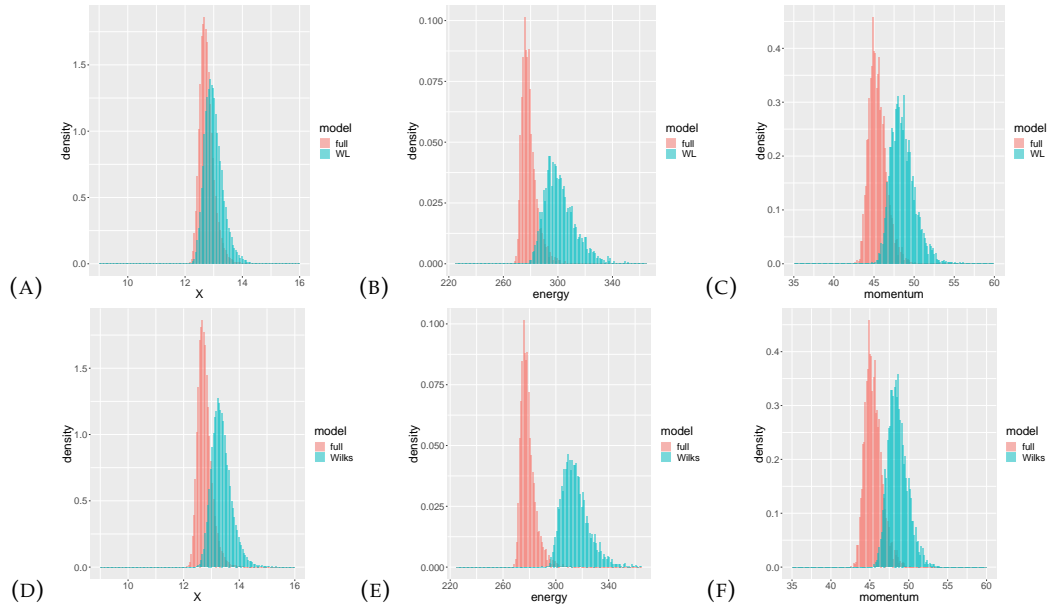 density
1.5
1.0
0.5
0.0
10
12
14
16
X
model
full
WL
(A)
density
0.100
0.075
0.050
0.025
0.000
220
260
300
340
energy
model
full
WL
(B)
density
0.4
0.3
0.2
0.1
0.0
35
40
45
50
55
60
momentum
model
full
WL
(C)
density
1.5
1.0
0.5
0.0
10
12
14
16
X
model
full
Wilks
(D)
density
0.100
0.075
0.050
0.025
0.000
220
260
300
340
energy
model
full
Wilks
(E)
density
0.4
0.3
0.2
0.1
0.0
35
40
45
50
55
60
momentum
model
full
Wilks
(F)